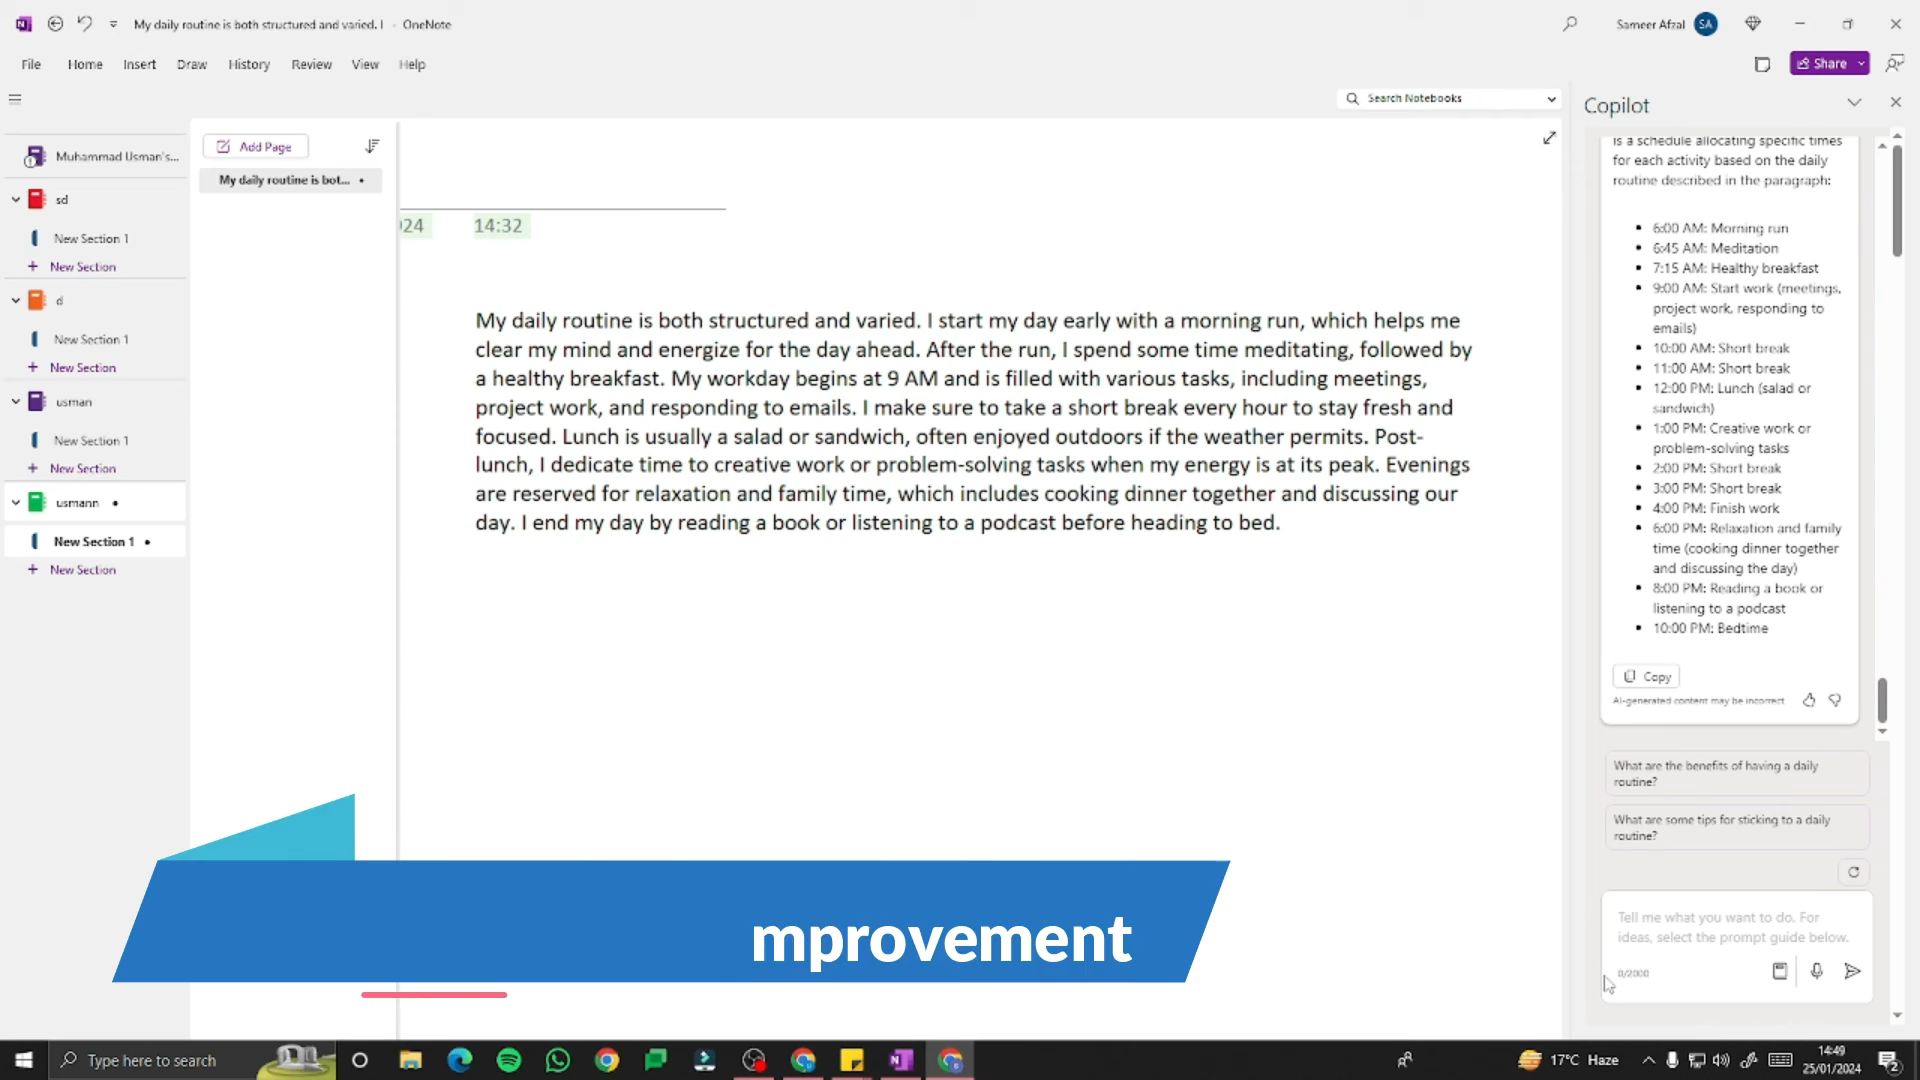 My daily routine is both structured and varied. I - OneNote
Sameer Afzal SA
File Home Insert Draw History Review View Help
Share
Search Notebooks
Copilot
Muhammad Usman's...
sd
New Section 1
+ New Section
d
New Section 1
+ New Section
usman
New Section 1
+ New Section
usmann
New Section 1
+ New Section
Add Page
My daily routine is bot...
024 14:32
My daily routine is both structured and varied. I start my day early with a morning run, which helps me
clear my mind and energize for the day ahead. After the run, I spend some time meditating, followed by
a healthy breakfast. My workday begins at 9 AM and is filled with various tasks, including meetings,
project work, and responding to emails. I make sure to take a short break every hour to stay fresh and
focused. Lunch is usually a salad or sandwich, often enjoyed outdoors if the weather permits. Post-
lunch, I dedicate time to creative work or problem-solving tasks when my energy is at its peak. Evenings
are reserved for relaxation and family time, which includes cooking dinner together and discussing our
day. I end my day by reading a book or listening to a podcast before heading to bed.
is a schedule allocating specific times
for each activity based on the daily
routine described in the paragraph:
• 6:00 AM: Morning run
• 6:45 AM: Meditation
• 7:15 AM: Healthy breakfast
• 9:00 AM: Start work (meetings,
project work, responding to
emails)
• 10:00 AM: Short break
• 11:00 AM: Short break
• 12:00 PM: Lunch (salad or
sandwich)
• 1:00 PM: Creative work or
problem-solving tasks
• 2:00 PM: Short break
• 3:00 PM: Short break
• 4:00 PM: Finish work
• 6:00 PM: Relaxation and family
time (cooking dinner together
and discussing the day)
• 8:00 PM: Reading a book or
listening to a podcast
• 10:00 PM: Bedtime
Copy
AI-generated content may be incorrect
What are the benefits of having a daily
routine?
What are some tips for sticking to a daily
routine?
Tell me what you want to do. For
ideas, select the prompt guide below.
0/2000
mprovement
Type here to search
17°C Haze
14:49
25/01/2024
2